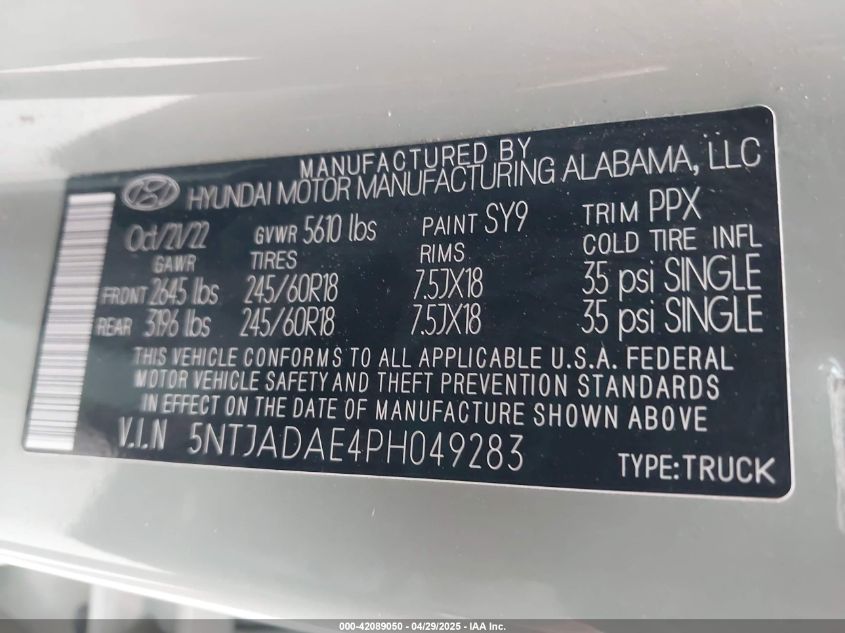 MANUFACTURED BY
HYUNDAI MOTOR MANUFACTURING ALABAMA, LLC
Oct/21/22 GVWR 5610 lbs PAINT SY9 TRIM PPX
GAWR TIRES RIMS COLD TIRE INFL
FRONT 2645 lbs 245/60R18 7.5JX18 35 psi SINGLE
REAR 3196 lbs 245/60R18 7.5JX18 35 psi SINGLE
THIS VEHICLE CONFORMS TO ALL APPLICABLE U.S.A. FEDERAL
MOTOR VEHICLE SAFETY AND THEFT PREVENTION STANDARDS
IN EFFECT ON THE DATE OF MANUFACTURE SHOWN ABOVE
V.I.N 5NTJADAE4PH049283 TYPE:TRUCK
000-42089050 - 04/29/2025 - IAA Inc.